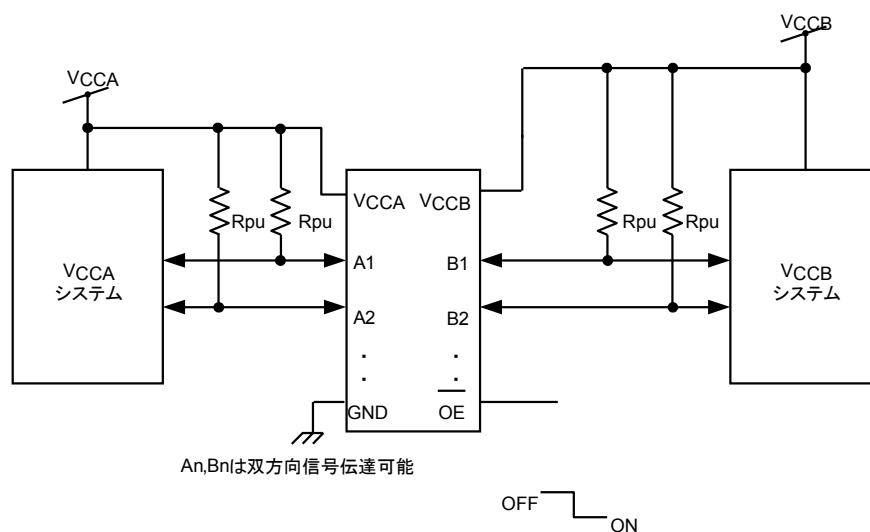 VCCA
VCCB
VCCA
システム
Rpu
Rpu
VCCA
VCCB
A1
B1
A2
B2
.
.
.
.
GND
OE
Rpu
Rpu
VCCB
システム
An,Bnは双方向信号伝達可能
OFF
ON